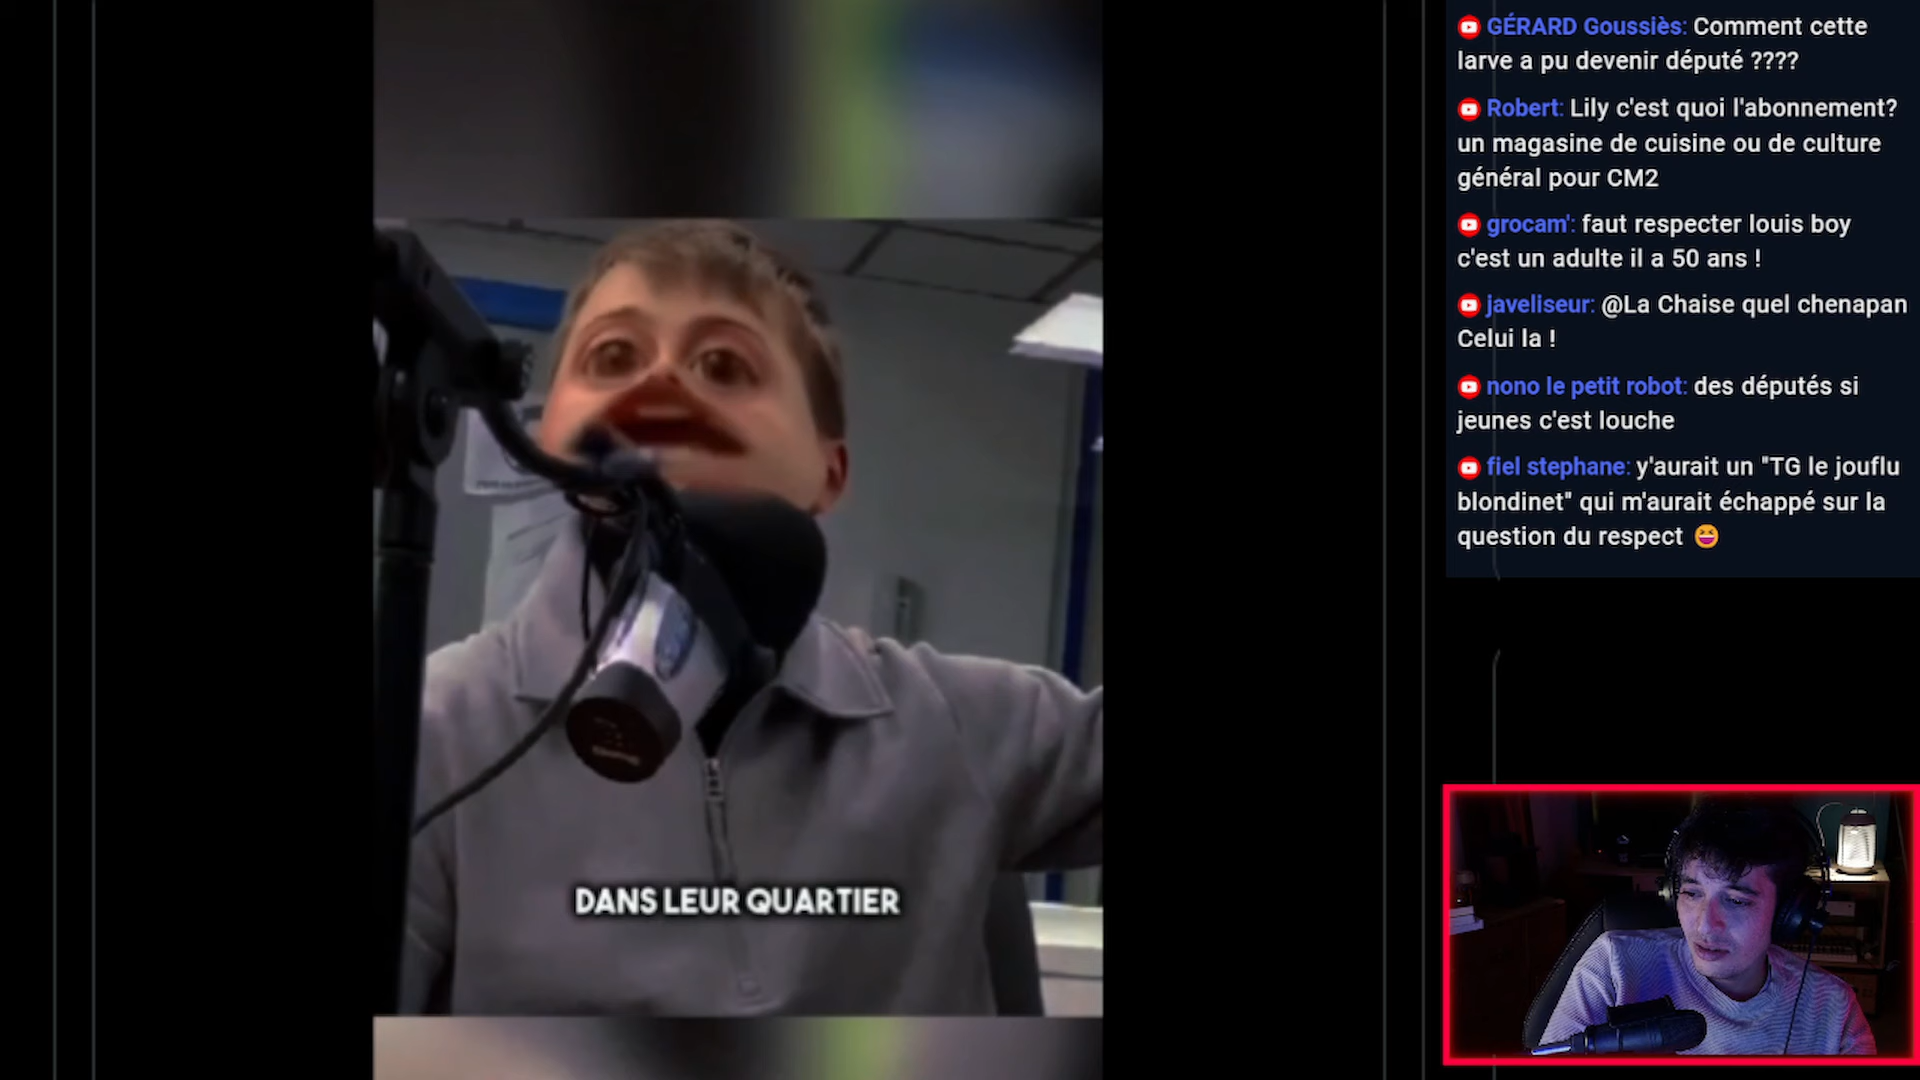 GÉRARD Goussiès: Comment cette
larve a pu devenir député ????
Robert: Lily c'est quoi l'abonnement?
un magasine de cuisine ou de culture
général pour CM2
grocam': faut respecter louis boy
c'est un adulte il a 50 ans !
javeliseur: @La Chaise quel chenapan
Celui la !
nono le petit robot: des députés si
jeunes c'est louche
fiel stephane: y'aurait un "TG le jouflu
blondinet" qui m'aurait échappé sur la
question du respect 😆
DANS LEUR QUARTIER